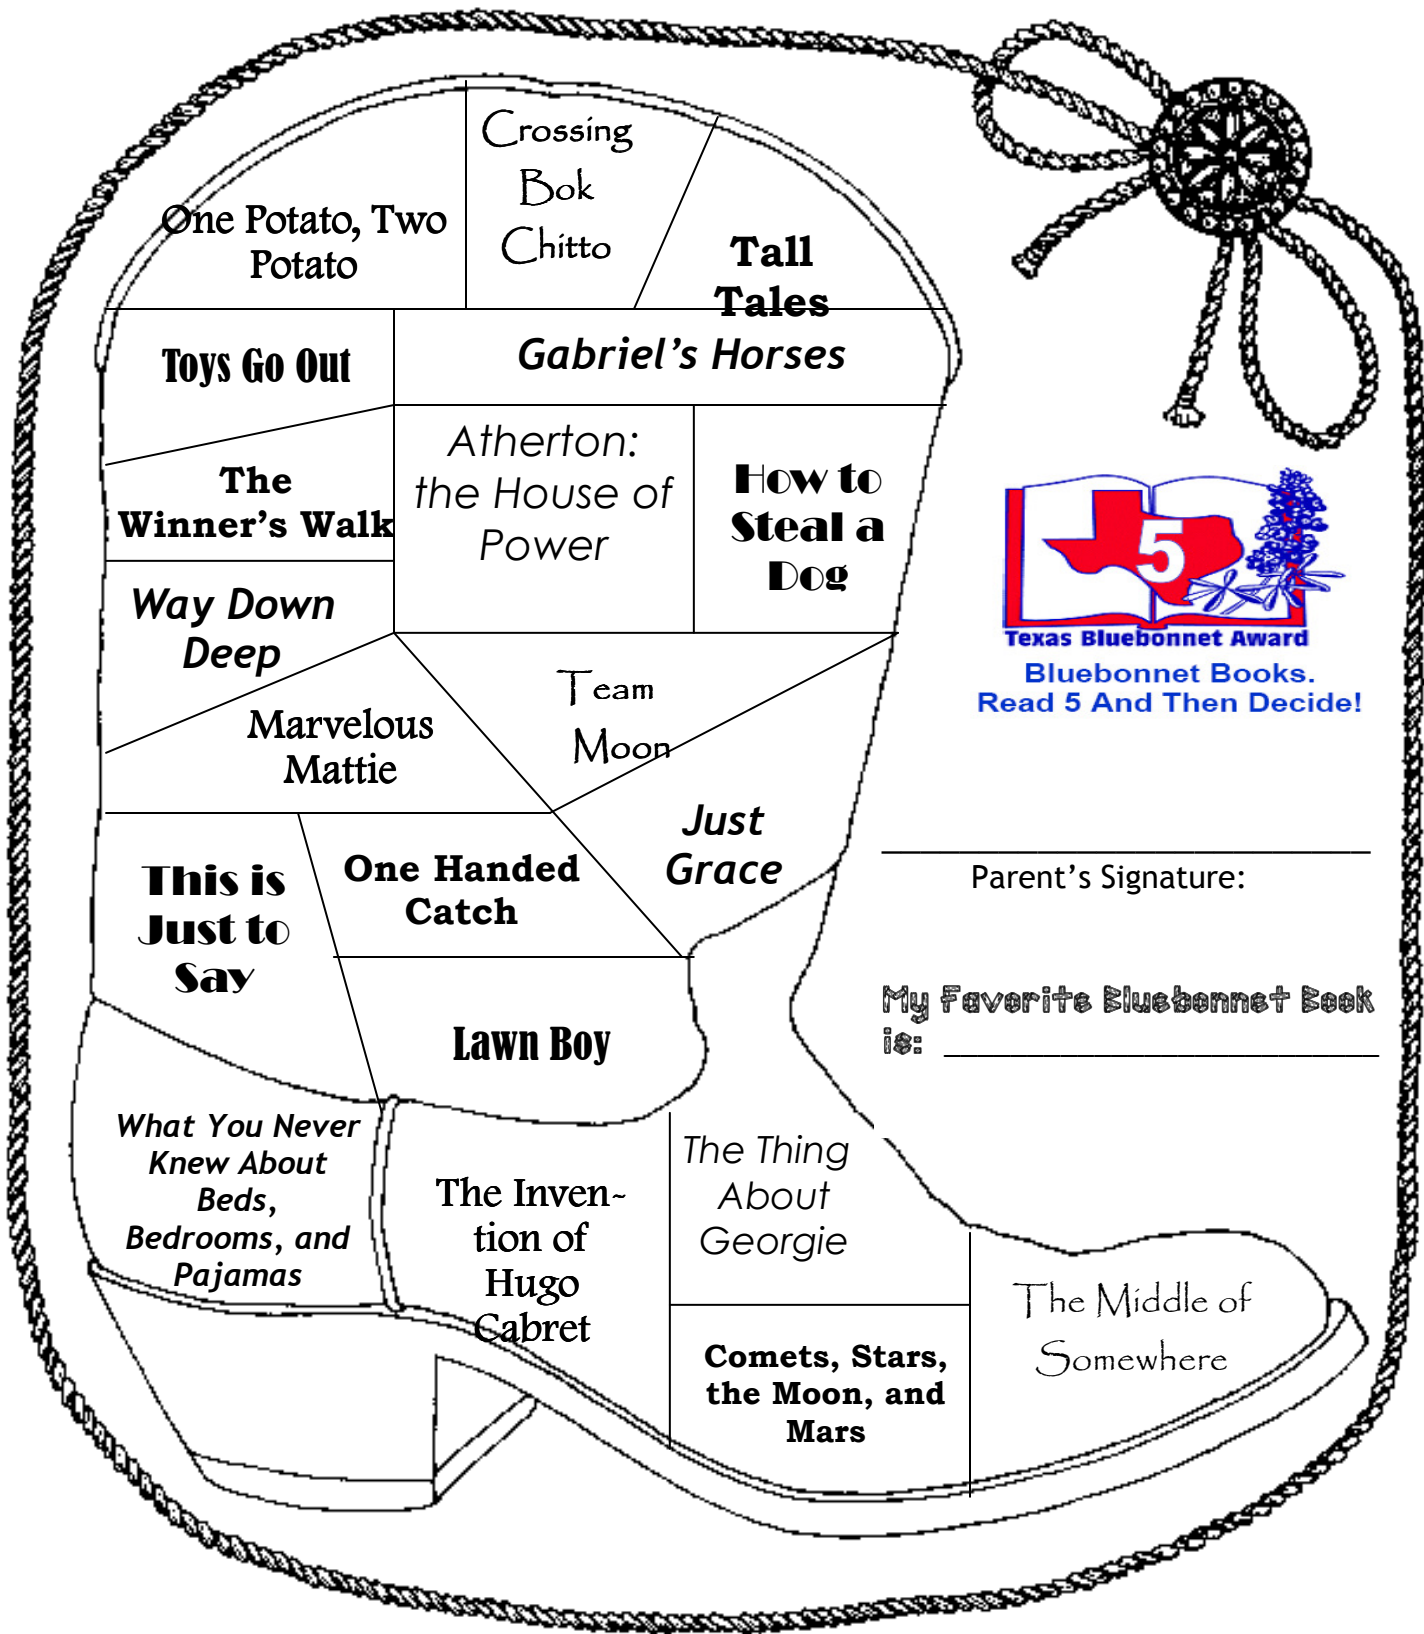 One Potato, Two
Potato
Crossing
Bok
Chitto
Tall
Tales
Toys Go Out
Gabriel's Horses
The
Winner's Walk
Atherton:
the House of
Power
How to
Steal a
Dog
Way Down
Deep
Team
Moon
Marvelous
Mattie
Just
Grace
This is
Just to
Say
One Handed
Catch
Lawn Boy
What You Never
Knew About
Beds,
Bedrooms, and
Pajamas
The Inven~
tion of
Hugo
Cabret
The Thing
About
Georgie
Comets, Stars,
the Moon, and
Mars
The Middle of
Somewhere
5
Texas Bluebonnet Award
Bluebonnet Books.
Read 5 And Then Decide!
Parent's Signature:
My Favorite Bluebonnet Book
is: